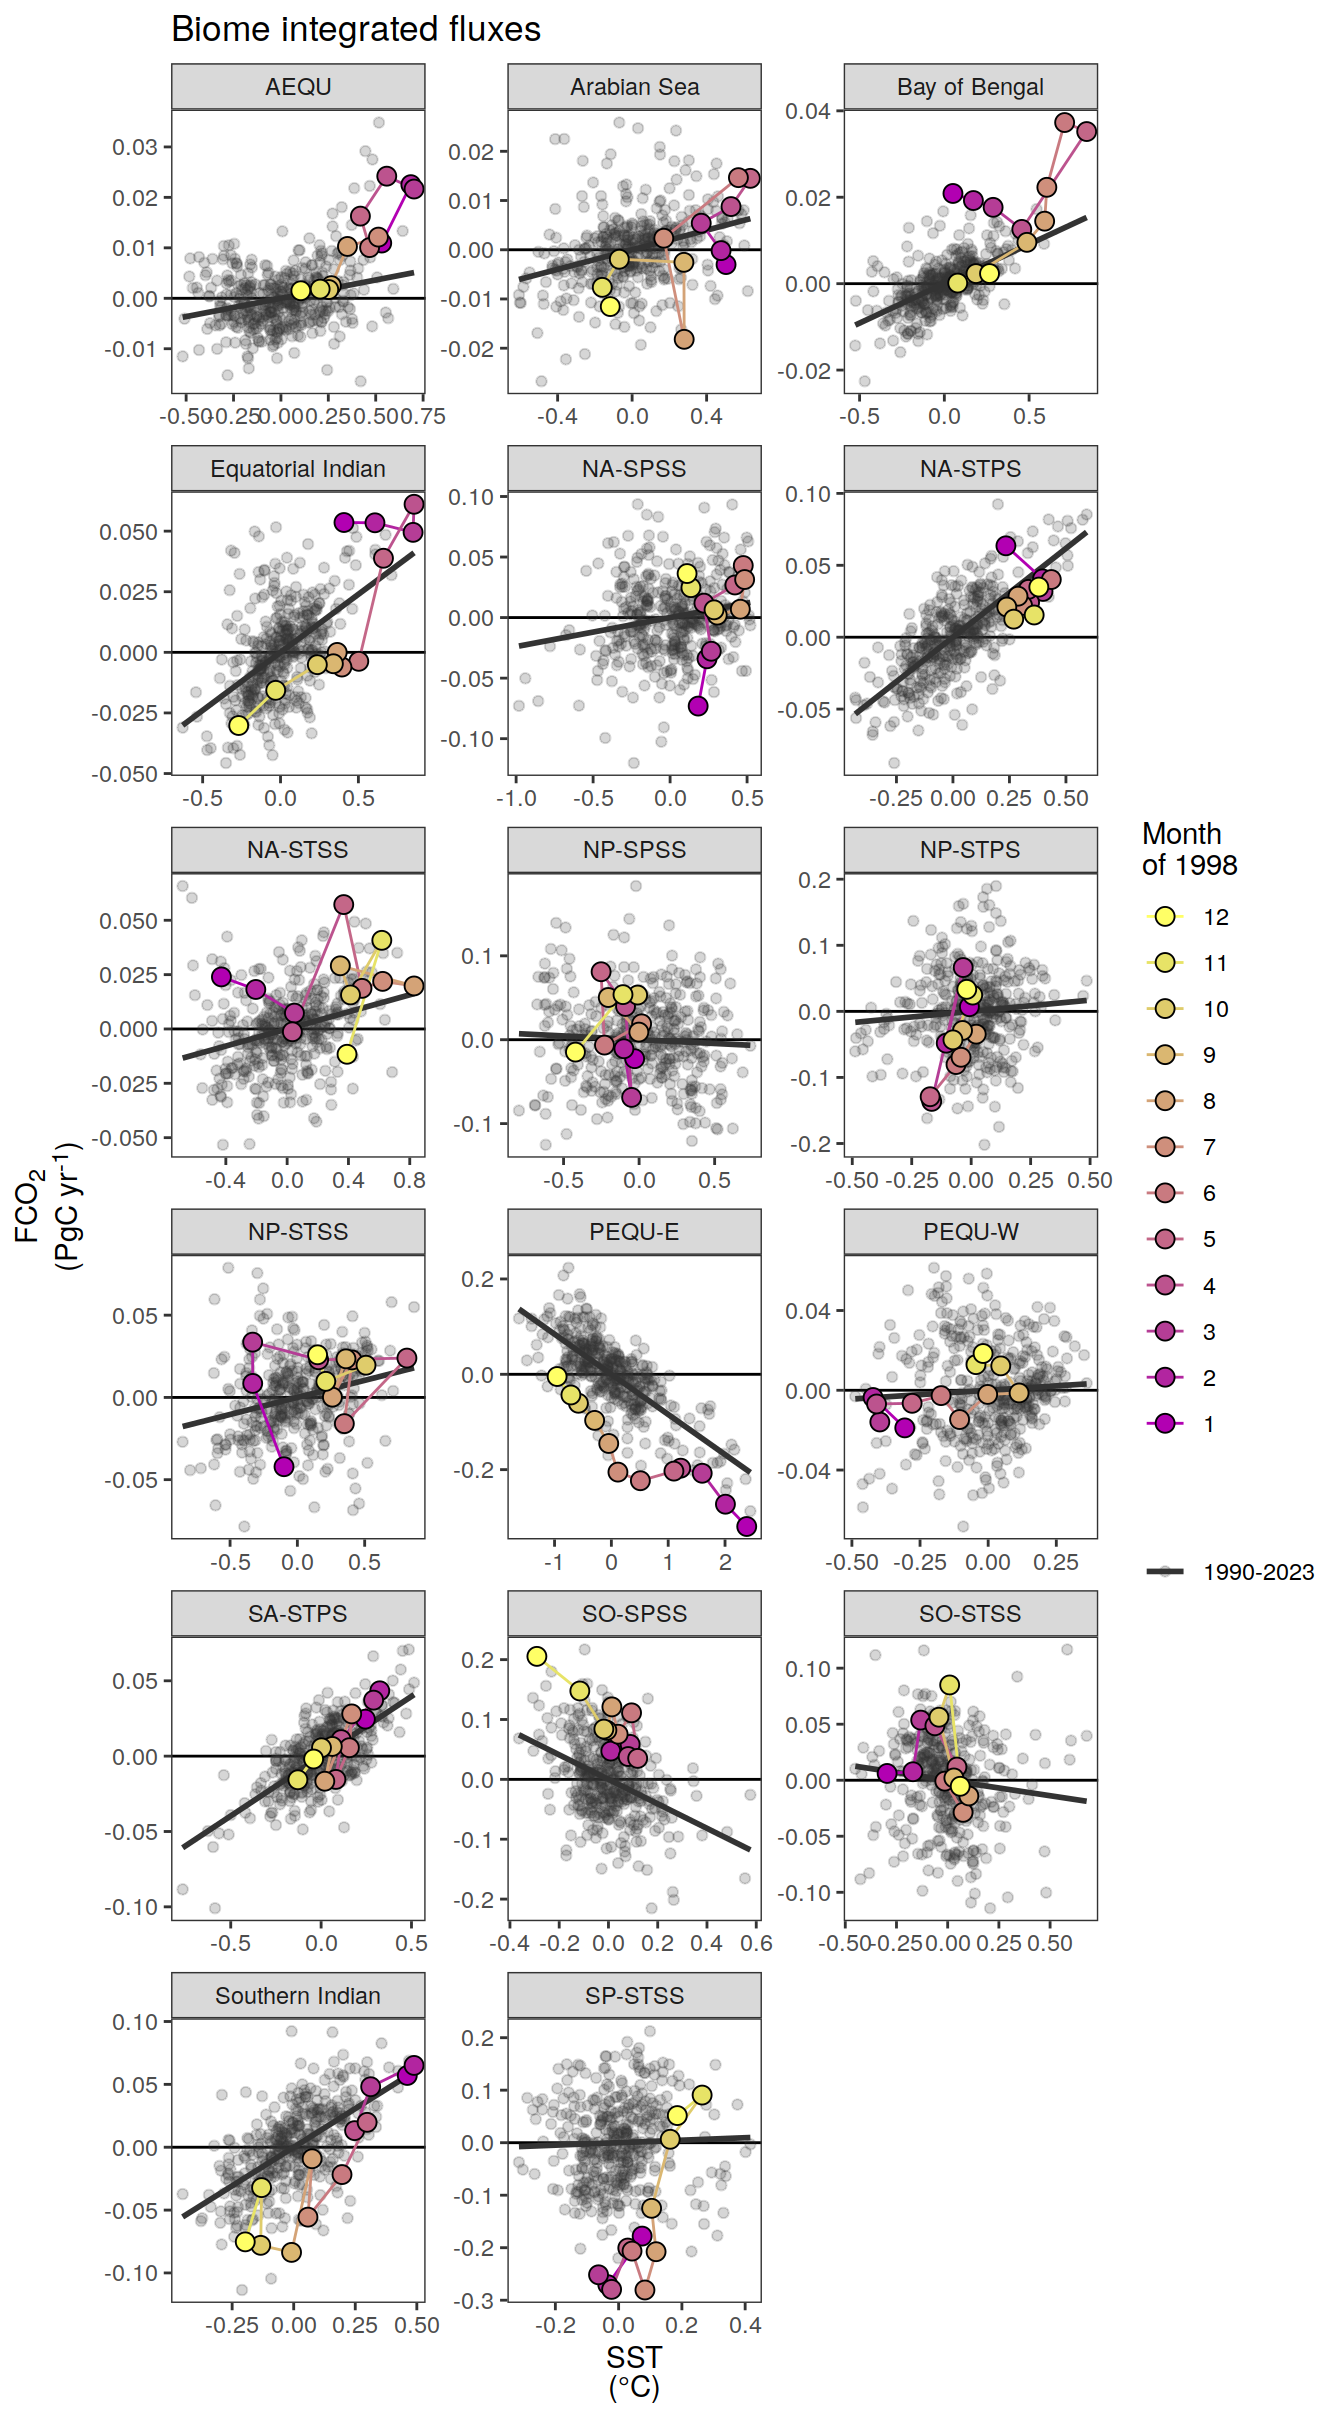 Biome integrated fluxes
AEQU
Arabian Sea
Bay of Bengal
0.03
0.02
0.01
0.00
-0.01
0.02
0.01
0.00
-0.01
-0.02
0.04
0.02
0.00
-0.02
-0.50 -0.25 0.00 0.25 0.50 0.75
-0.4 0.0 0.4
-0.5 0.0 0.5
Equatorial Indian
NA-SPSS
NA-STPS
0.050
0.025
0.000
-0.025
-0.050
0.10
0.05
0.00
-0.05
-0.10
0.10
0.05
0.00
-0.05
-0.5 0.0 0.5
-1.0 -0.5 0.0 0.5
-0.25 0.00 0.25 0.50
NA-STSS
NP-SPSS
NP-STPS
0.050
0.025
0.000
-0.025
-0.050
0.1
0.0
-0.1
0.2
0.1
0.0
-0.1
-0.2
-0.4 0.0 0.4 0.8
-0.5 0.0 0.5
-0.50 -0.25 0.00 0.25 0.50
NP-STSS
PEQU-E
PEQU-W
0.05
0.00
-0.05
0.2
0.0
-0.2
0.04
0.00
-0.04
-0.5 0.0 0.5
-1 0 1 2
-0.50 -0.25 0.00 0.25
SA-STPS
SO-SPSS
SO-STSS
0.05
0.00
-0.05
-0.10
0.2
0.1
0.0
-0.1
-0.2
0.10
0.05
0.00
-0.05
-0.10
-0.5 0.0 0.5
-0.4 -0.2 0.0 0.2 0.4 0.6
-0.50 -0.25 0.00 0.25 0.50
Southern Indian
SP-STSS
0.10
0.05
0.00
-0.05
-0.10
0.2
0.1
0.0
-0.1
-0.2
-0.3
-0.25 0.00 0.25 0.50
-0.2 0.0 0.2 0.4
SST
(°C)
FCO₂
(PgC yr⁻¹)
Month
of 1998
12
11
10
9
8
7
6
5
4
3
2
1
1990-2023